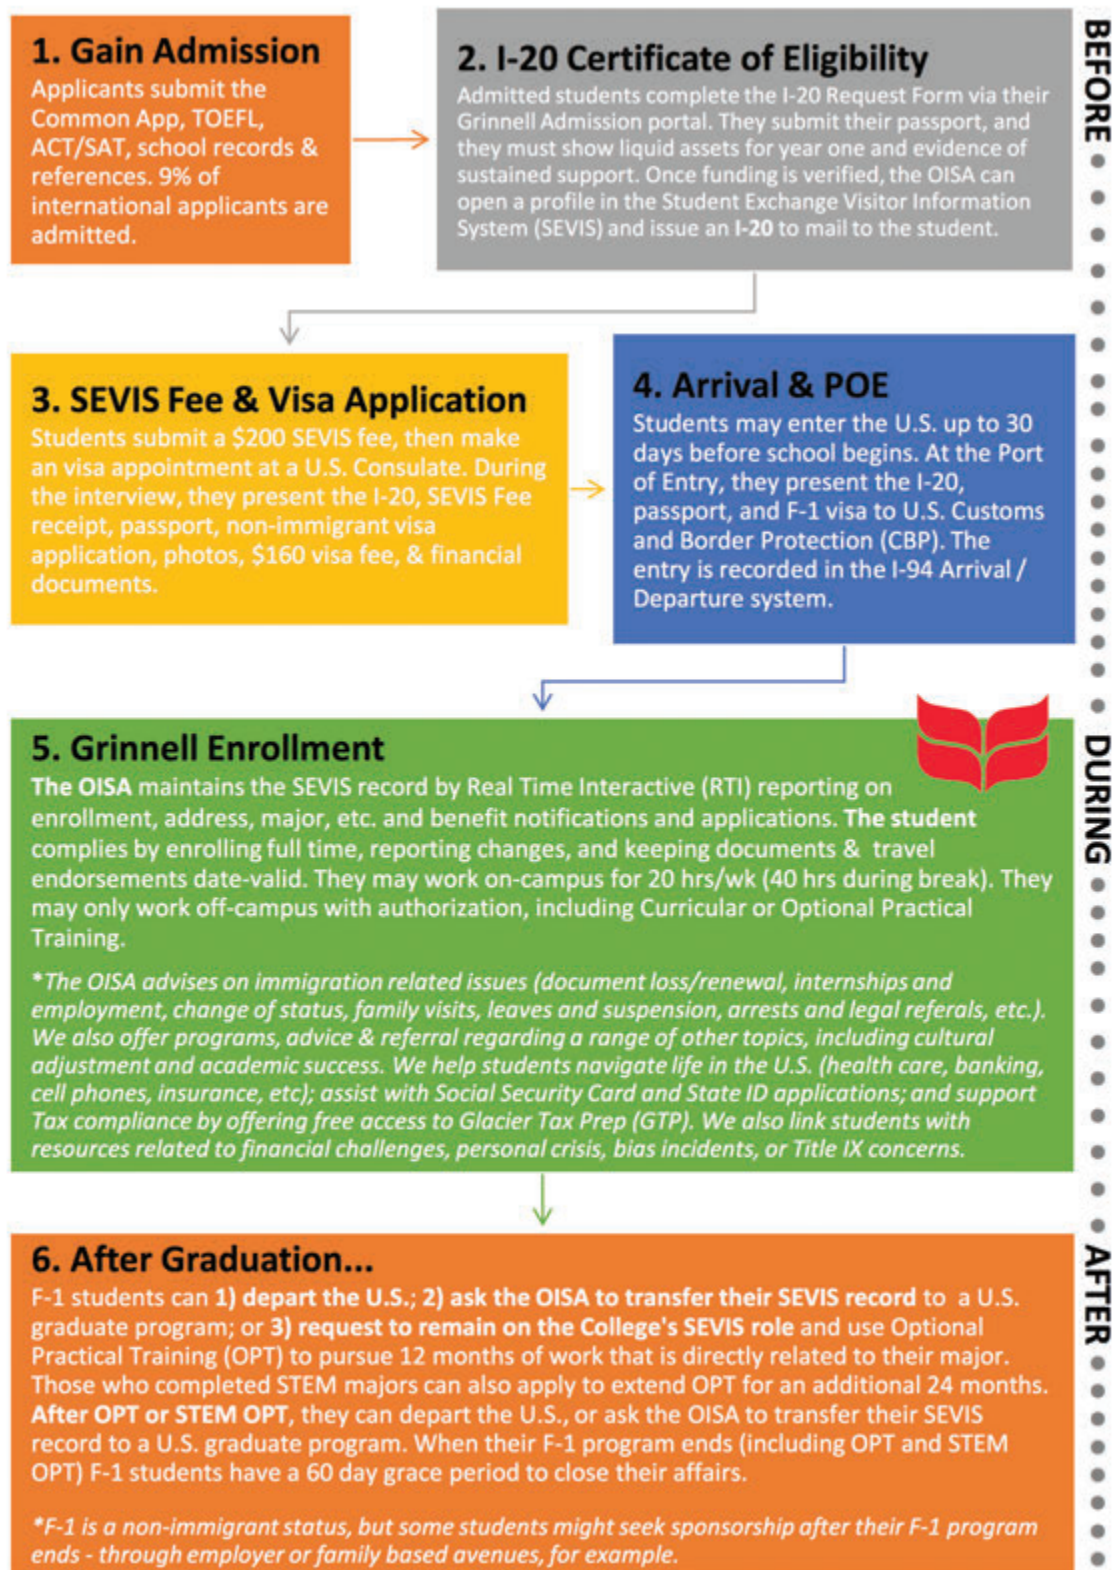 1. Gain Admission
Applicants submit the
Common App, TOEFL,
ACT/SAT, school records &
references. 9% of
international applicants are
admitted.
2. I-20 Certificate of Eligibility
Admitted students complete the I-20 Request Form via their
Grinnell Admission portal. They submit their passport, and
they must show liquid assets for year one and evidence of
sustained support. Once funding is verified, the OISA can
open a profile in the Student Exchange Visitor Information
System (SEVIS) and issue an I-20 to mail to the student.
BEFORE
3. SEVIS Fee & Visa Application
Students submit a $200 SEVIS fee, then make
an visa appointment at a U.S. Consulate. During
the interview, they present the I-20, SEVIS Fee
receipt, passport, non-immigrant visa
application, photos, $160 visa fee, & financial
documents.
4. Arrival & POE
Students may enter the U.S. up to 30
days before school begins. At the Port
of Entry, they present the I-20,
passport, and F-1 visa to U.S. Customs
and Border Protection (CBP). The
entry is recorded in the I-94 Arrival /
Departure system.
5. Grinnell Enrollment
The OISA maintains the SEVIS record by Real Time Interactive (RTI) reporting on
enrollment, address, major, etc. and benefit notifications and applications. The student
complies by enrolling full time, reporting changes, and keeping documents & travel
endorsements date-valid. They may work on-campus for 20 hrs/wk (40 hrs during break). They
may only work off-campus with authorization, including Curricular or Optional Practical
Training.
*The OISA advises on immigration related issues (document loss/renewal, internships and
employment, change of status, family visits, leaves and suspension, arrests and legal referrals, etc.).
We also offer programs, advice & referral regarding a range of other topics, including cultural
adjustment and academic success. We help students navigate life in the U.S. (health care, banking,
cell phones, insurance, etc); assist with Social Security Card and State ID applications; and support
Tax compliance by offering free access to Glacier Tax Prep (GTP). We also link students with
resources related to financial challenges, personal crisis, bias incidents, or Title IX concerns.
DURING
6. After Graduation...
F-1 students can 1) depart the U.S.; 2) ask the OISA to transfer their SEVIS record to a U.S.
graduate program; or 3) request to remain on the College's SEVIS role and use Optional
Practical Training (OPT) to pursue 12 months of work that is directly related to their major.
Those who completed STEM majors can also apply to extend OPT for an additional 24 months.
After OPT or STEM OPT, they can depart the U.S., or ask the OISA to transfer their SEVIS
record to a U.S. graduate program. When their F-1 program ends (including OPT and STEM
OPT) F-1 students have a 60 day grace period to close their affairs.
*F-1 is a non-immigrant status, but some students might seek sponsorship after their F-1 program
ends - through employer or family based avenues, for example.
AFTER